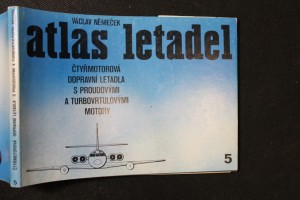 VÁCLAV NĚMEČEK
atlas letadel
ČTYŘMOTOROVÁ
DOPRAVNÍ LETADLA
S PROUDOVÝMI
A TURBOVRTULOVÝMI
MOTORY
5